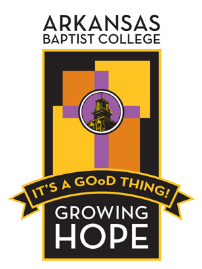 ARKANSAS
BAPTIST COLLEGE
IT'S A GOoD THING!
GROWING
HOPE